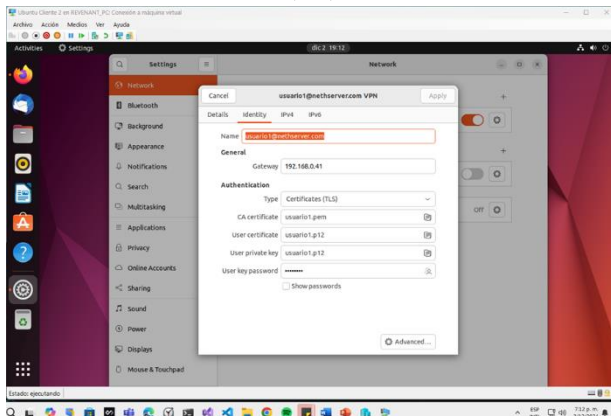 Ubuntu Cliente 2 en REVENANT_PC: Conexión a máquina virtual
Archivo Acción Medios Ver Ayuda
Activities Settings dic 2 19:12
Settings Network
Network
Bluetooth
Background
Appearance
Notifications
Search
Multitasking
Applications
Privacy
Online Accounts
Sharing
Sound
Power
Displays
Mouse & Touchpad
Off
Cancel usuario1@nethserver.com VPN Apply
Details Identity IPv4 IPv6
Name usuario1@nethserver.com
General
Gateway 192.168.0.41
Authentication
Type Certificates (TLS)
CA certificate usuario1.pem
User certificate usuario1.p12
User private key usuario1.p12
User key password ••••••••
Show passwords
Advanced...
Estado: ejecutando
ESP 7:12 p. m.